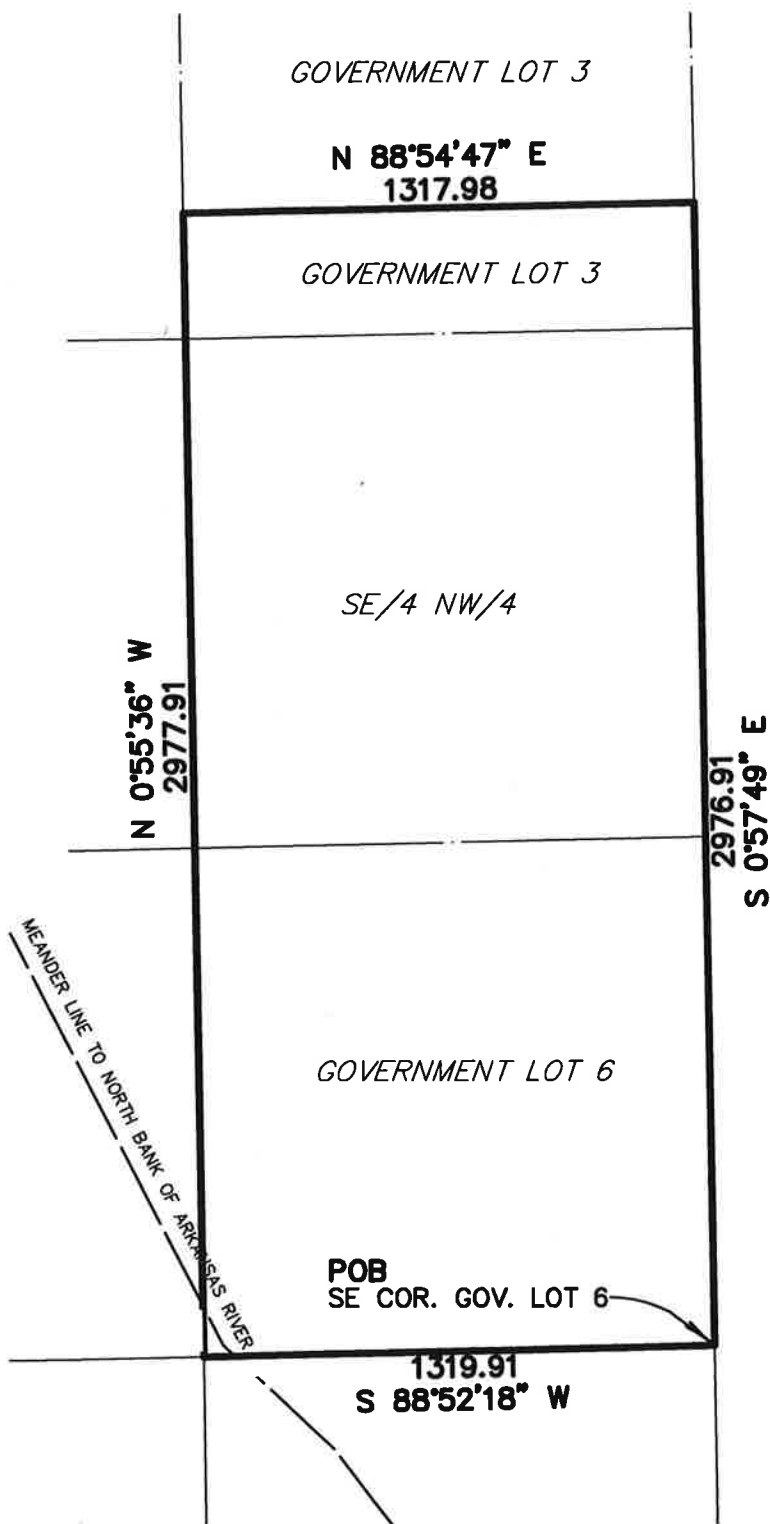 GOVERNMENT LOT 3
N 88°54'47" E
1317.98
GOVERNMENT LOT 3
SE/4 NW/4
N 0°55'36" W
2977.91
2976.91
S 0°57'49" E
MEANDER LINE TO NORTH BANK OF ARKANSAS RIVER
GOVERNMENT LOT 6
POB
SE COR. GOV. LOT 6
1319.91
S 88°52'18" W